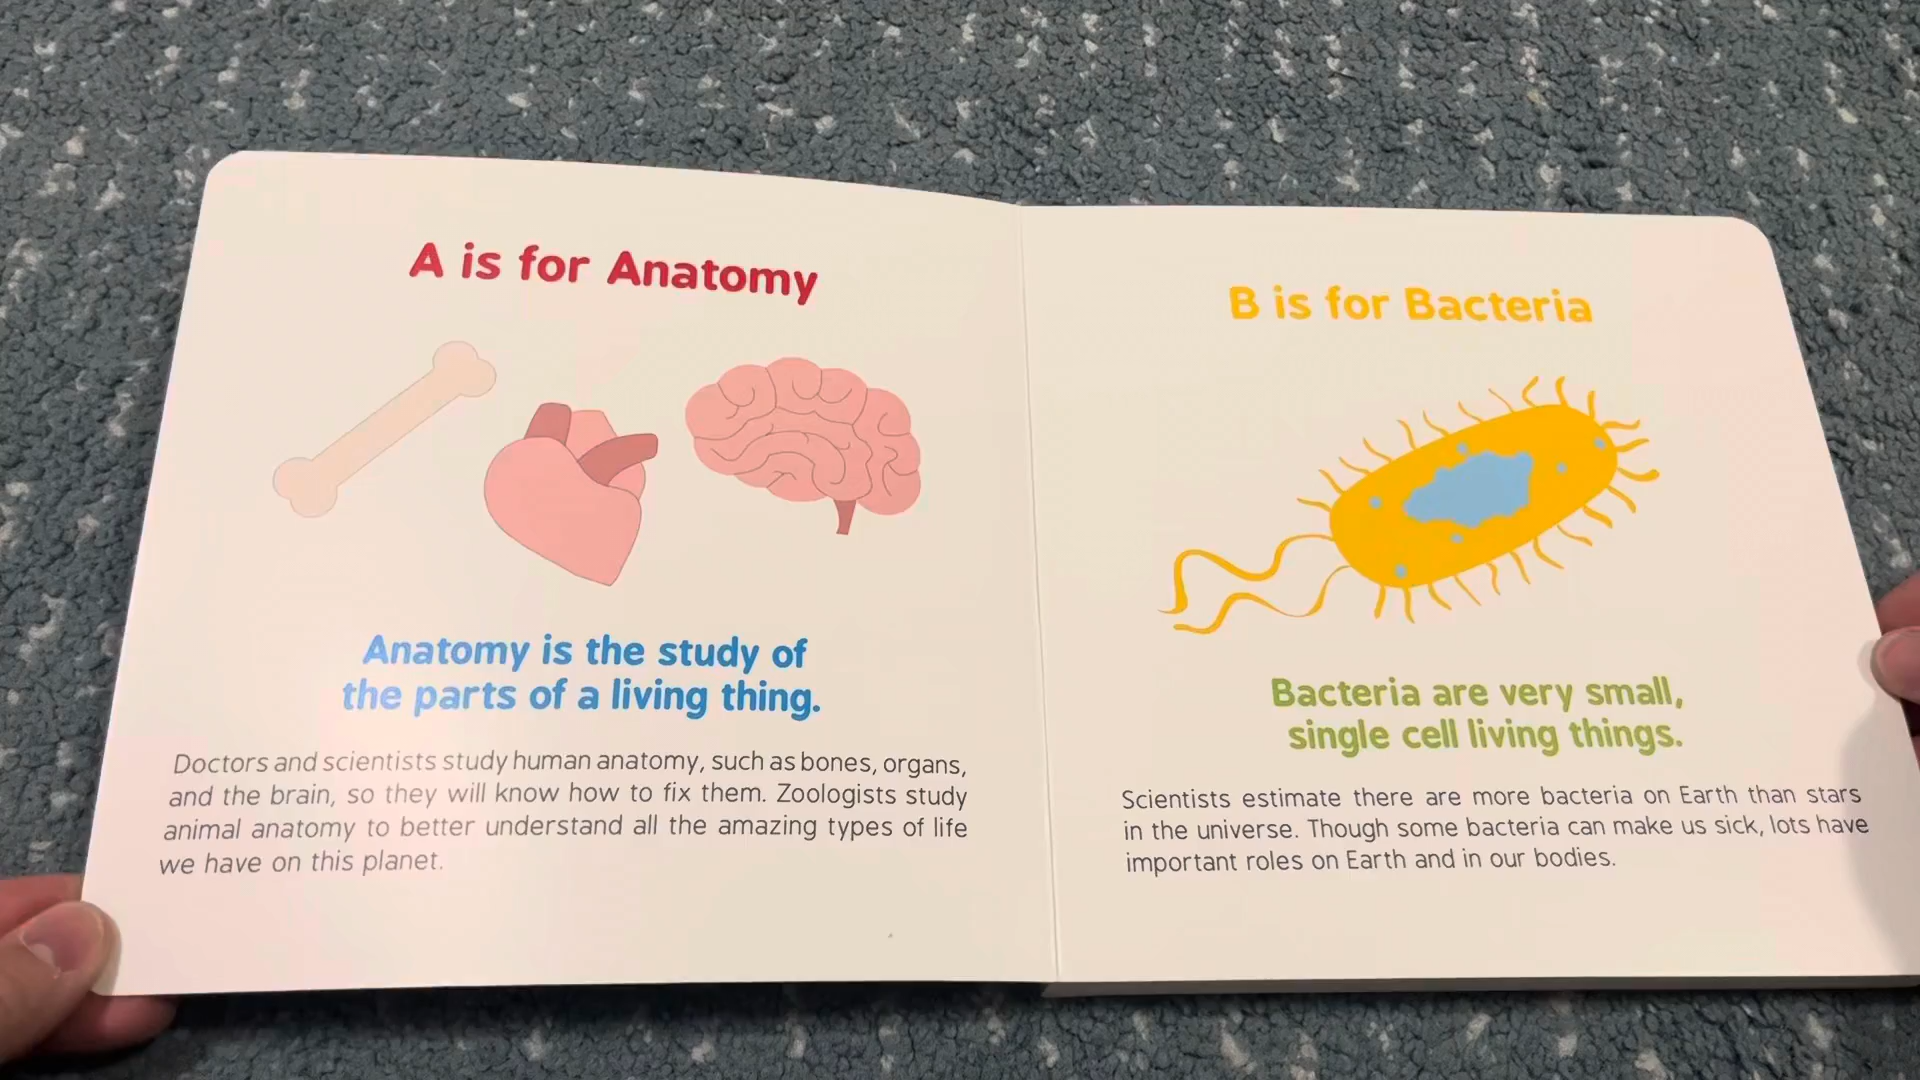 A is for Anatomy
Anatomy is the study of
the parts of a living thing.
Doctors and scientists study human anatomy, such as bones, organs,
and the brain, so they will know how to fix them. Zoologists study
animal anatomy to better understand all the amazing types of life
we have on this planet.
B is for Bacteria
Bacteria are very small,
single cell living things.
Scientists estimate there are more bacteria on Earth than stars
in the universe. Though some bacteria can make us sick, lots have
important roles on Earth and in our bodies.